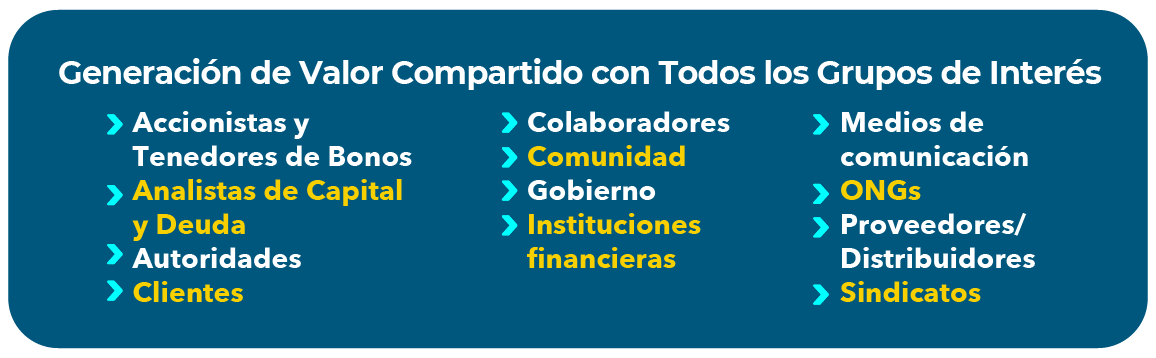 Generación de Valor Compartido con Todos los Grupos de Interés
Accionistas y
Tenedores de Bonos
Analistas de Capital
y Deuda
Autoridades
Clientes
Colaboradores
Comunidad
Gobierno
Instituciones
financieras
Medios de
comunicación
ONGs
Proveedores/
Distribuidores
Sindicatos